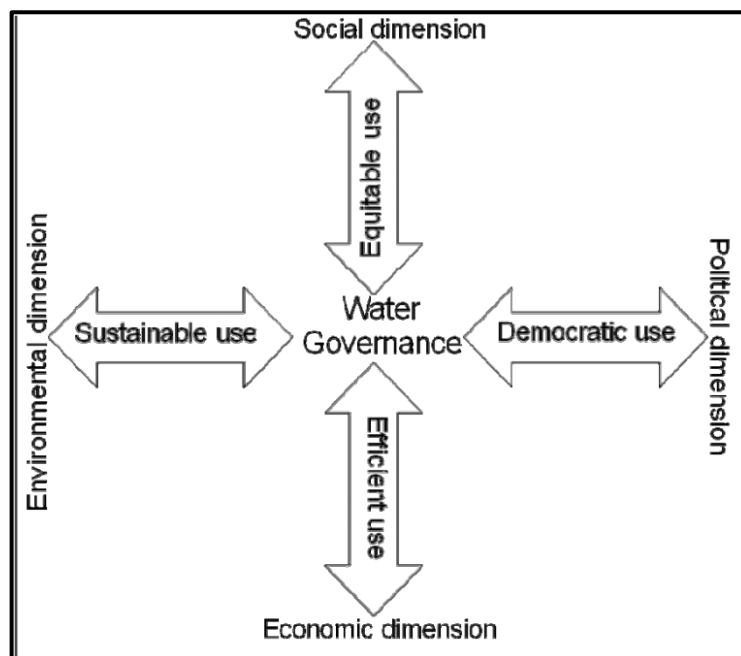 Social dimension
Equitable use
Environmental dimension
Sustainable use
Water
Governance
Democratic use
Political dimension
Efficient use
Economic dimension